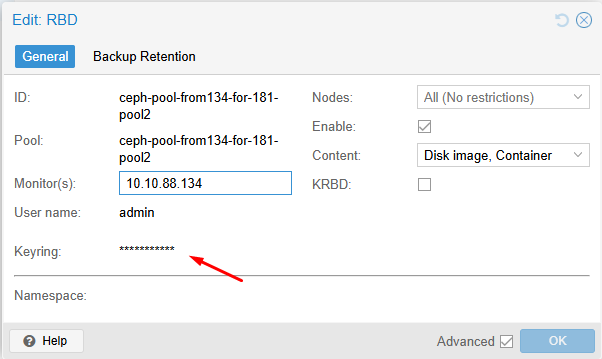 Edit: RBD
General
Backup Retention
ID:
ceph-pool-from134-for-181-
pool2
Pool:
ceph-pool-from134-for-181-
pool2
Monitor(s):
10.10.88.134
User name:
admin
Keyring:
***********
Namespace:
Nodes:
All (No restrictions)
Enable:
Content:
Disk image, Container
KRBD:
Help
Advanced
OK